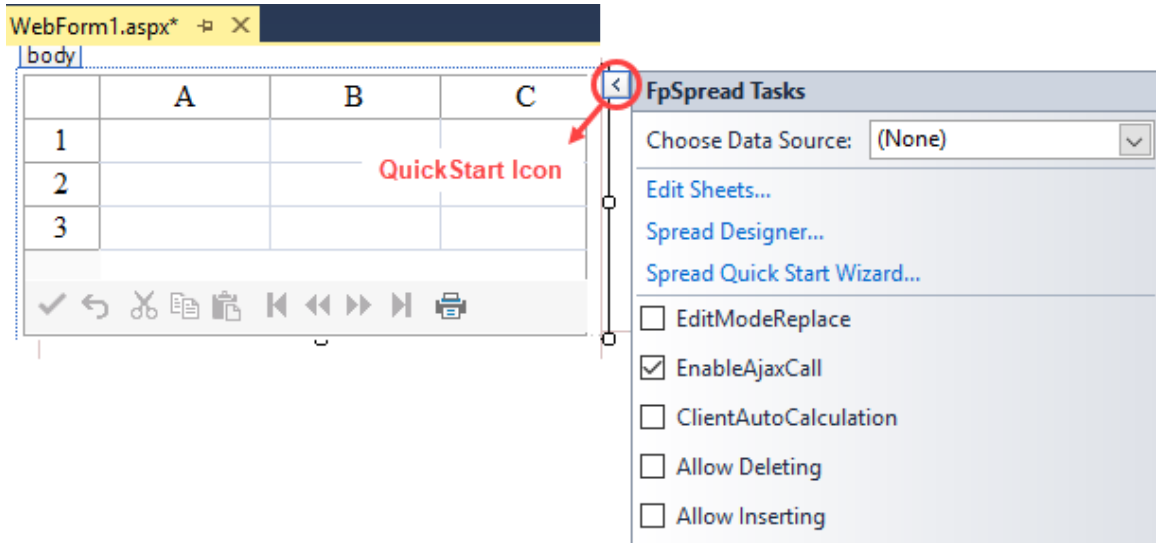 WebForm1.aspx*
body
A B C
1
2
3
QuickStart Icon
FpSpread Tasks
Choose Data Source: (None)
Edit Sheets...
Spread Designer...
Spread Quick Start Wizard...
EditModeReplace
EnableAjaxCall
ClientAutoCalculation
Allow Deleting
Allow Inserting